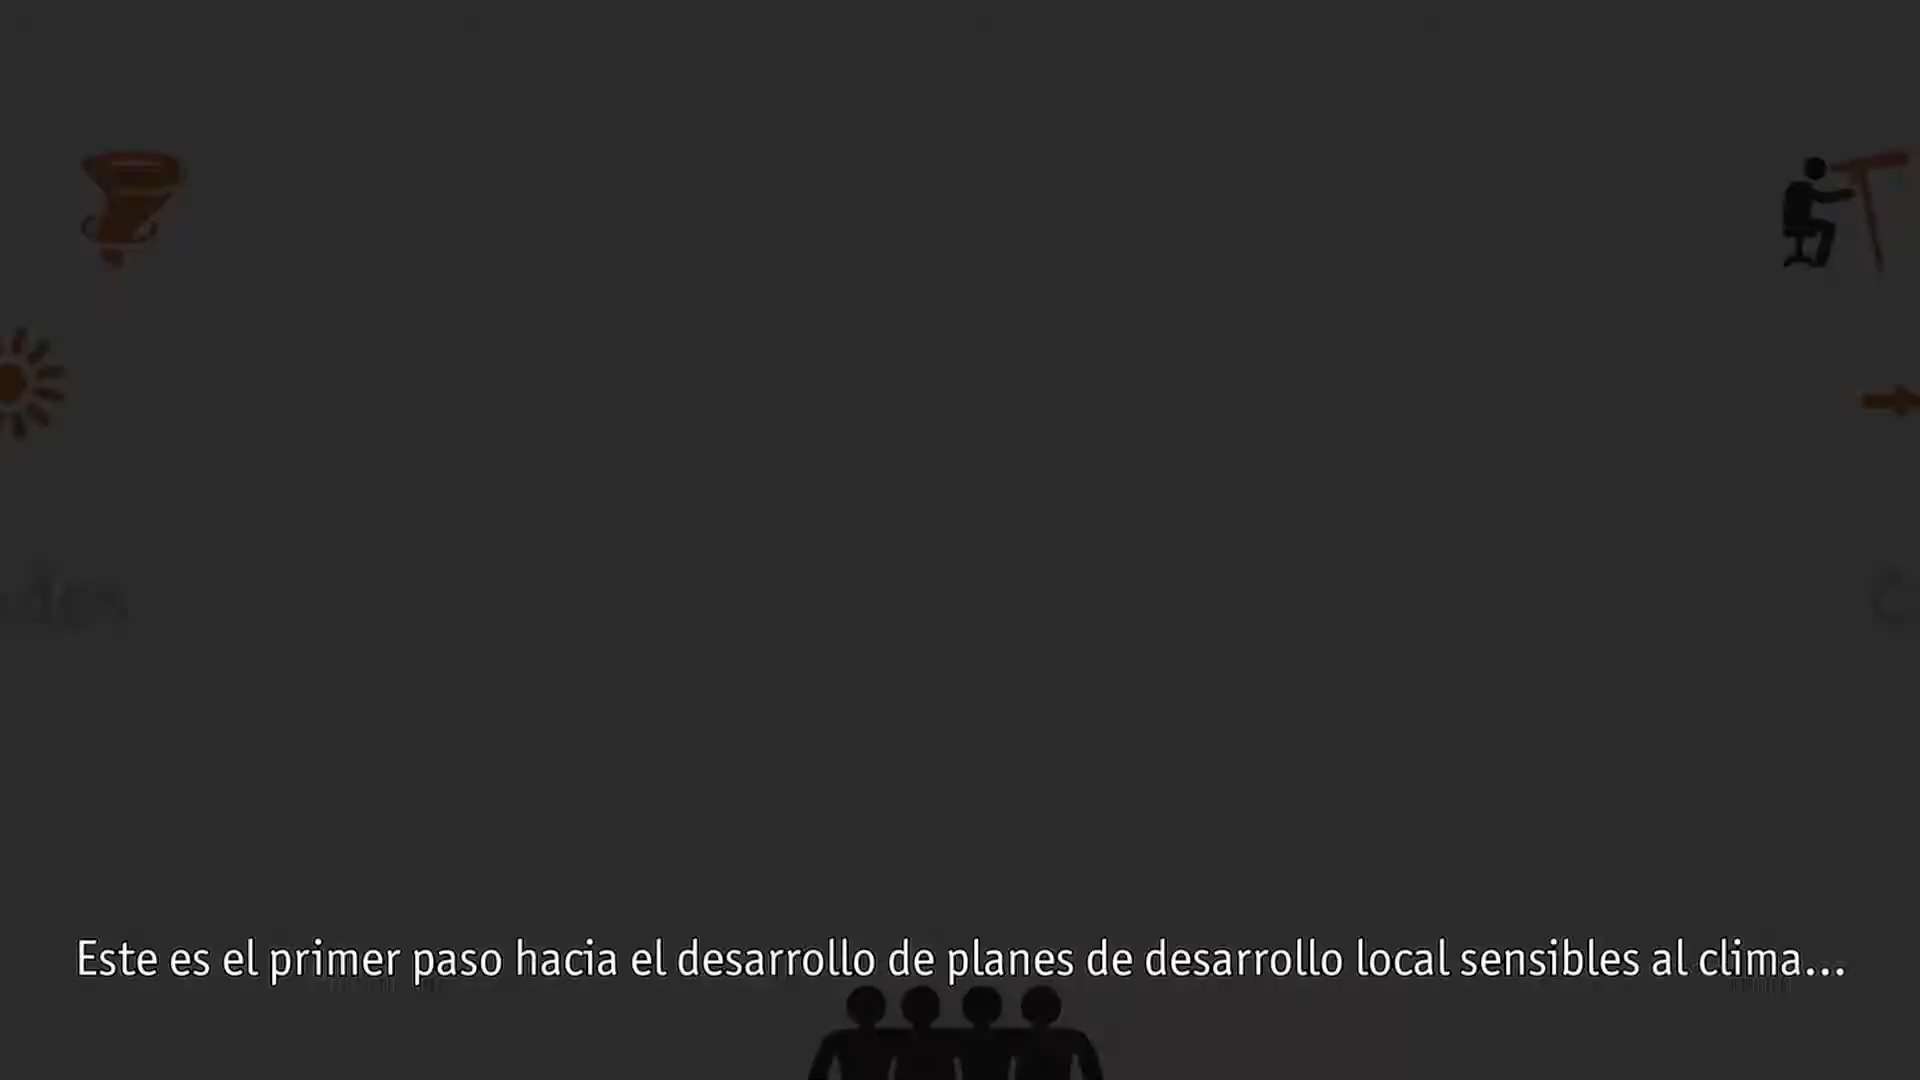 Este es el primer paso hacia el desarrollo de planes de desarrollo local sensibles al clima...